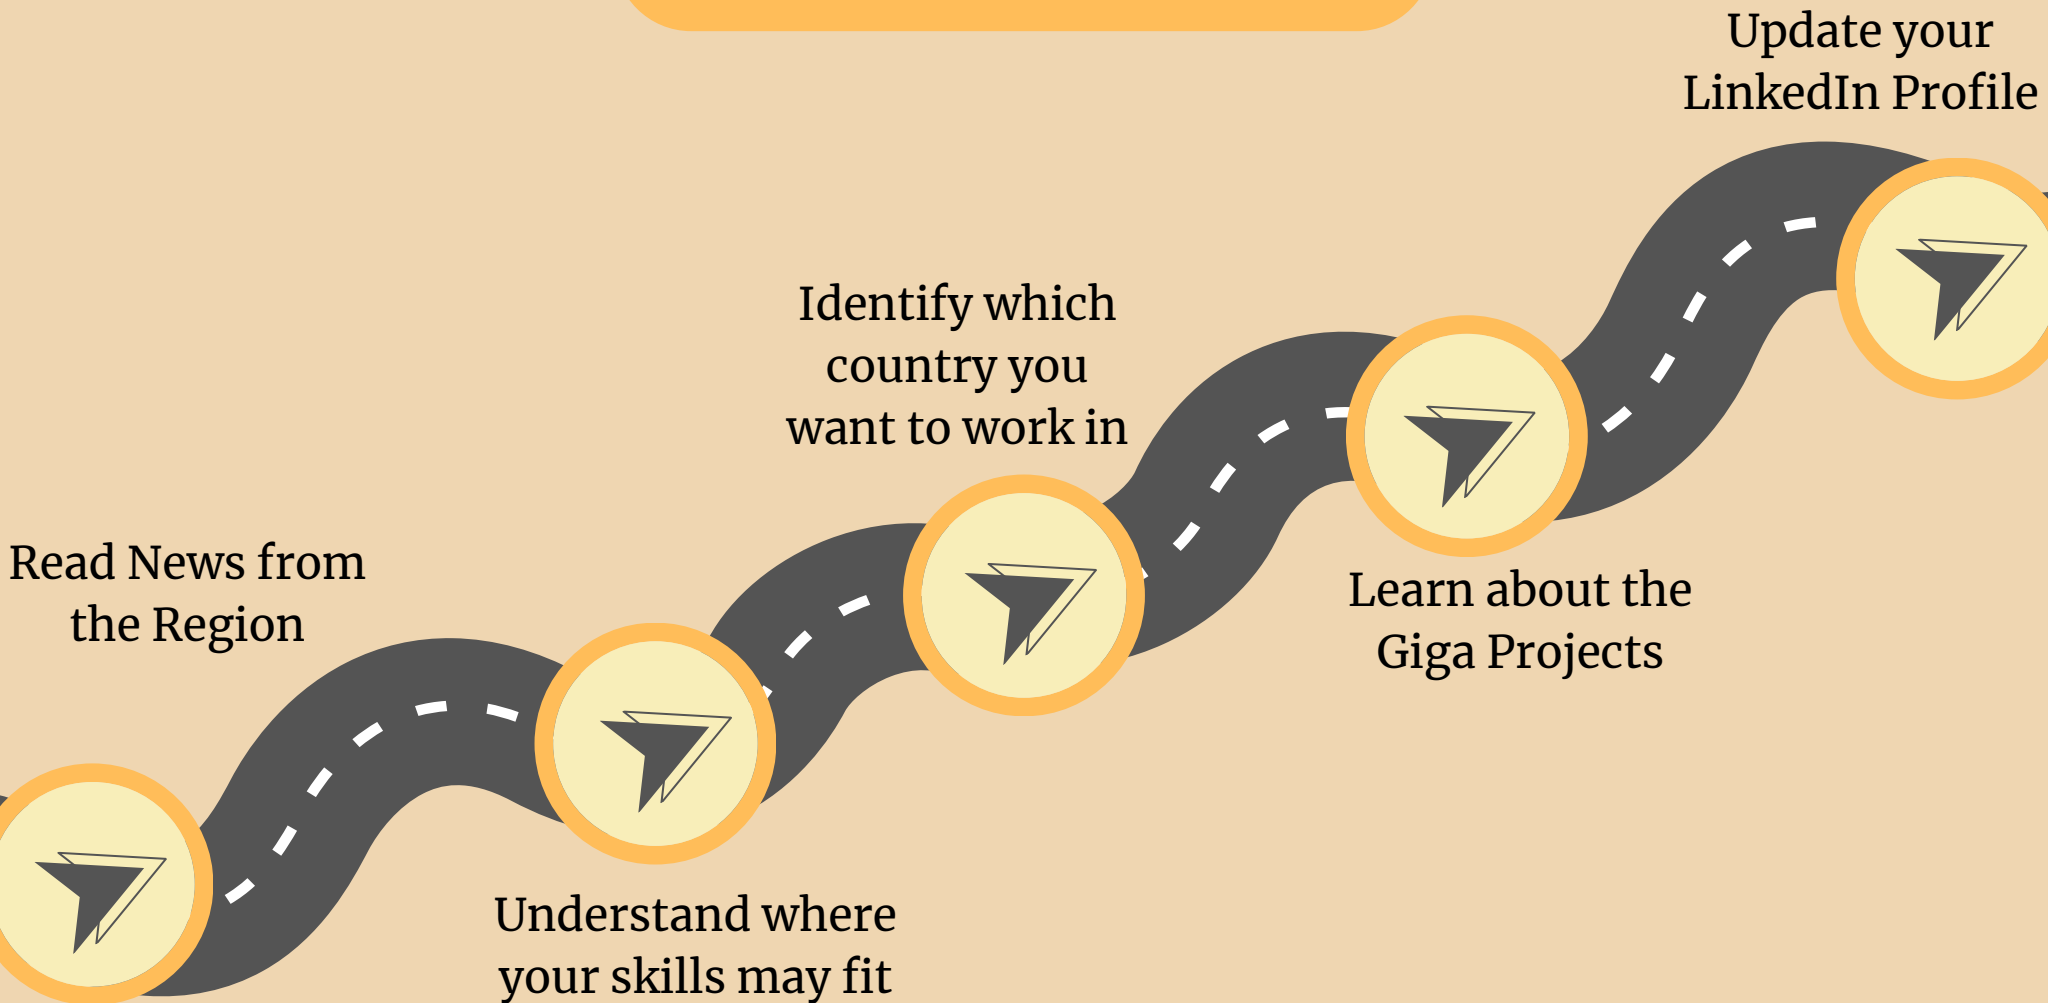 Update your
LinkedIn Profile
Identify which
country you
want to work in
Read News from
the Region
Learn about the
Giga Projects
Understand where
your skills may fit